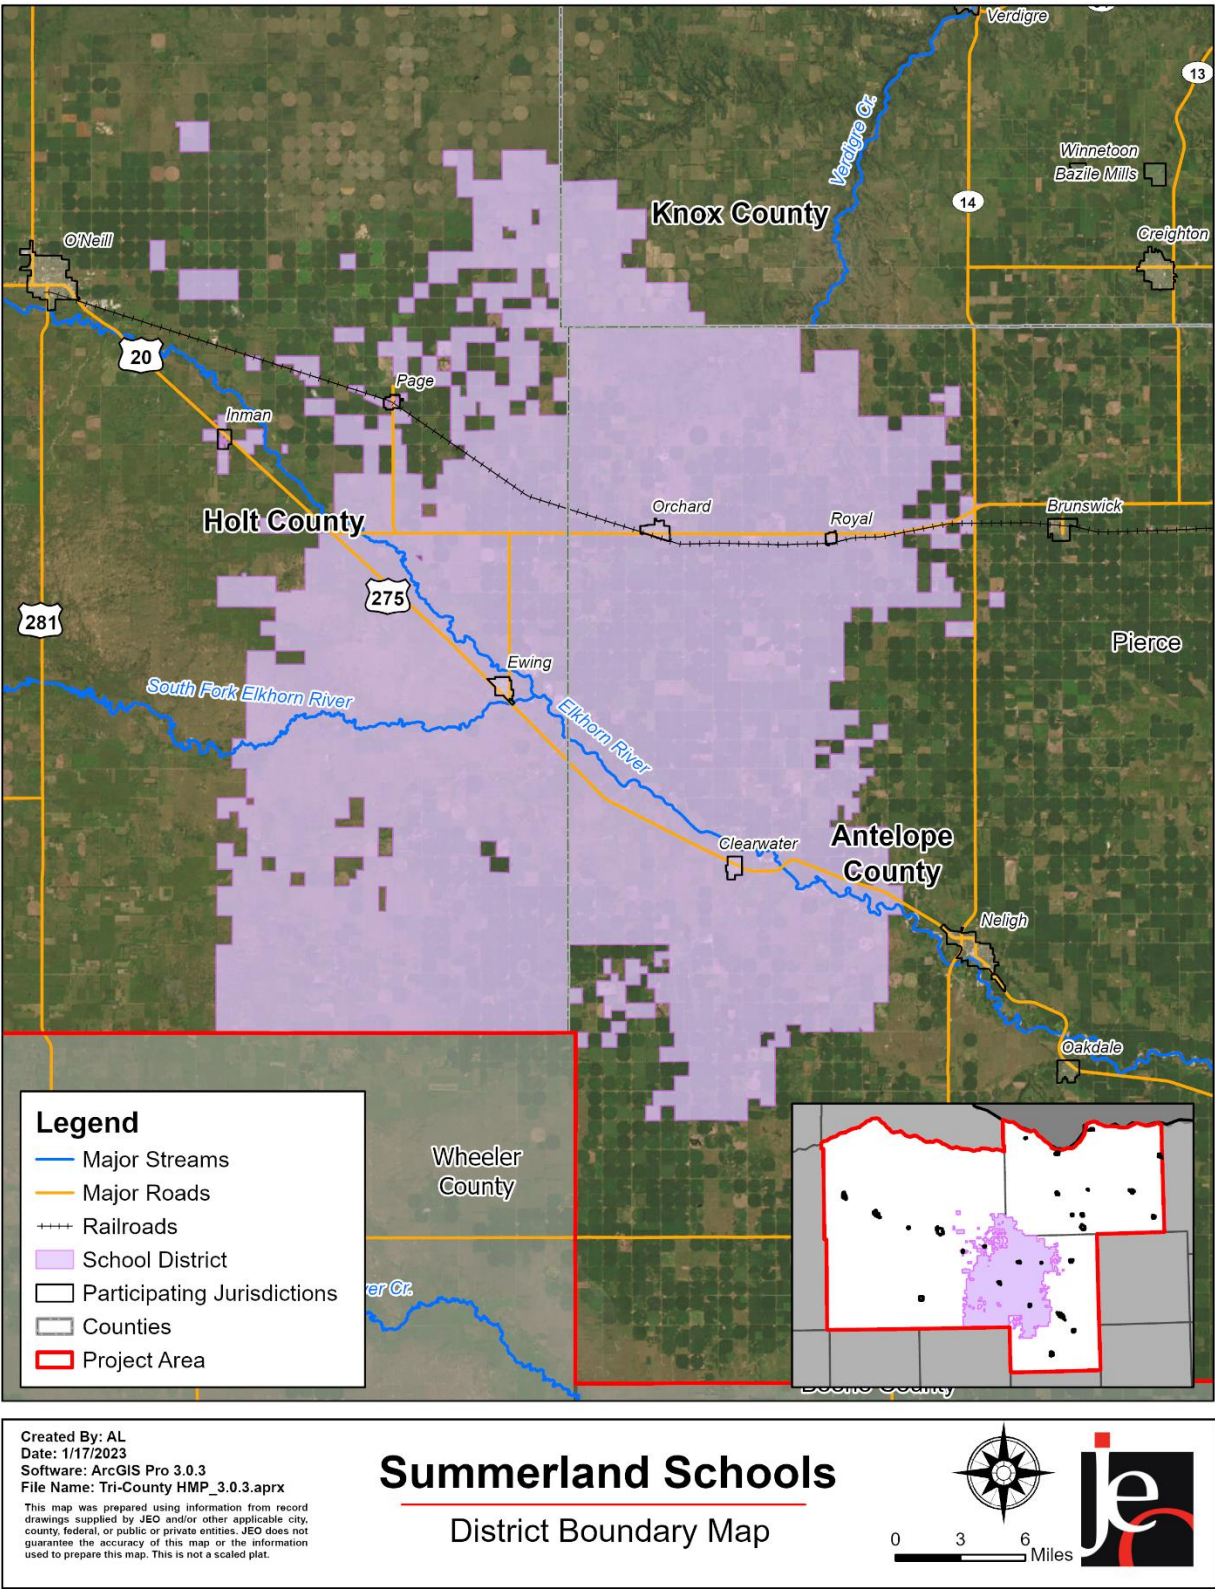 Verdigre
13
Verdigre Cr.
Winnetoon
Bazile Mills
14
Knox County
Creighton
O'Neill
20
Page
Inman
Holt County
Orchard
Royal
Brunswick
275
281
Pierce
Ewing
South Fork Elkhorn River
Elkhorn River
Clearwater
Antelope
County
Neligh
Oakdale
Wheeler
County
Legend
Major Streams
Major Roads
Railroads
School District
Participating Jurisdictions
Counties
Project Area
er Cr.
County
Created By: AL
Date: 1/17/2023
Software: ArcGIS Pro 3.0.3
File Name: Tri-County HMP_3.0.3.aprx
This map was prepared using information from record
drawings supplied by JEO and/or other applicable city,
county, federal, or public or private entities. JEO does not
guarantee the accuracy of this map or the information
used to prepare this map. This is not a scaled plat.
Summerland Schools
District Boundary Map
0 3 6
Miles
jeo